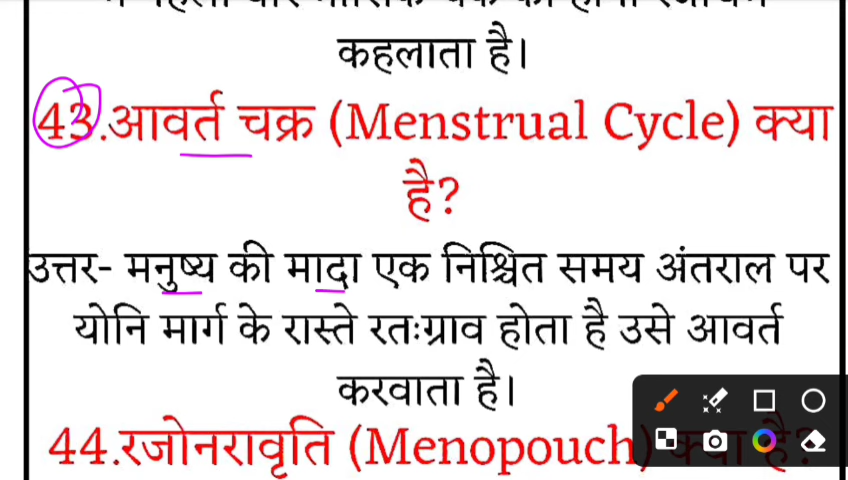 कहलाता है।
43.आवर्त चक्र (Menstrual Cycle) क्या
है?
उत्तर- मनुष्य की मादा एक निश्चित समय अंतराल पर
योनि मार्ग के रास्ते रतःग्राव होता है उसे आवर्त
करवाता है।
44.रजोनरावृति (Menopouch) क्या है?